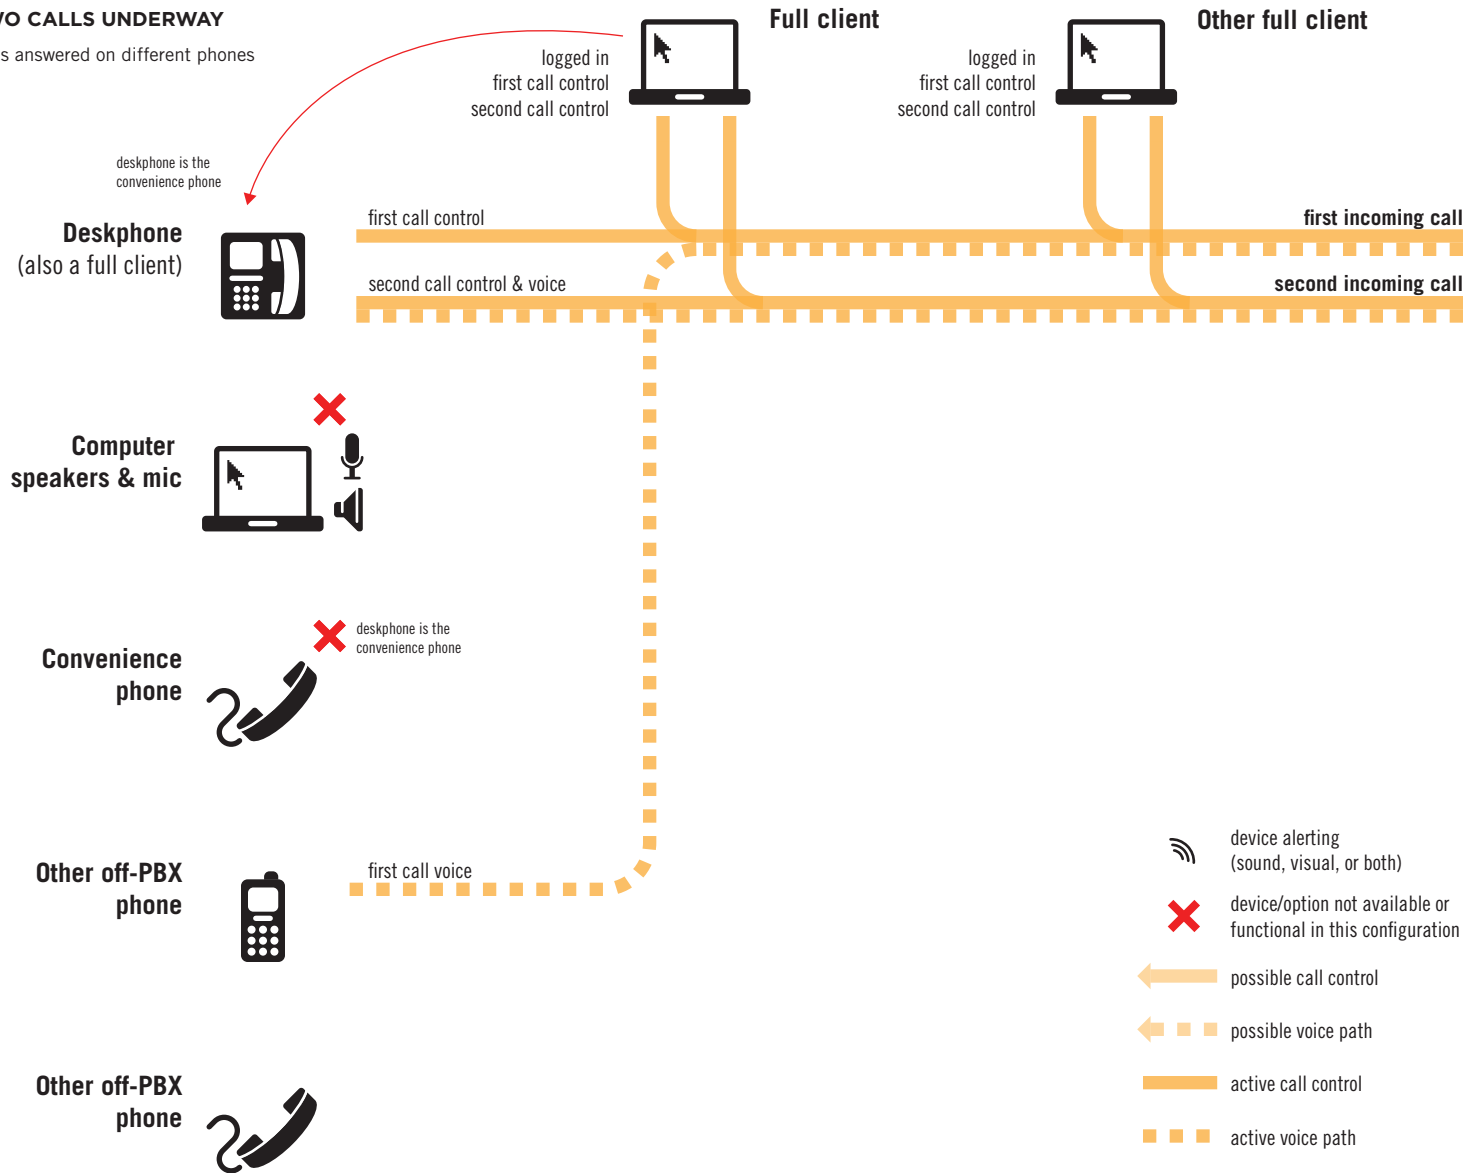 CALLS UNDERWAY
answered on different phones
Full client
Other full client
logged in
first call control
second call control
logged in
first call control
second call control
deskphone is the
convenience phone
Deskphone
(also a full client)
first call control
first incoming call
second call control & voice
second incoming call
Computer
speakers & mic
deskphone is the
convenience phone
Convenience
phone
Other off-PBX
phone
first call voice
Other off-PBX
phone
device alerting
(sound, visual, or both)
device/option not available or
functional in this configuration
possible call control
possible voice path
active call control
active voice path